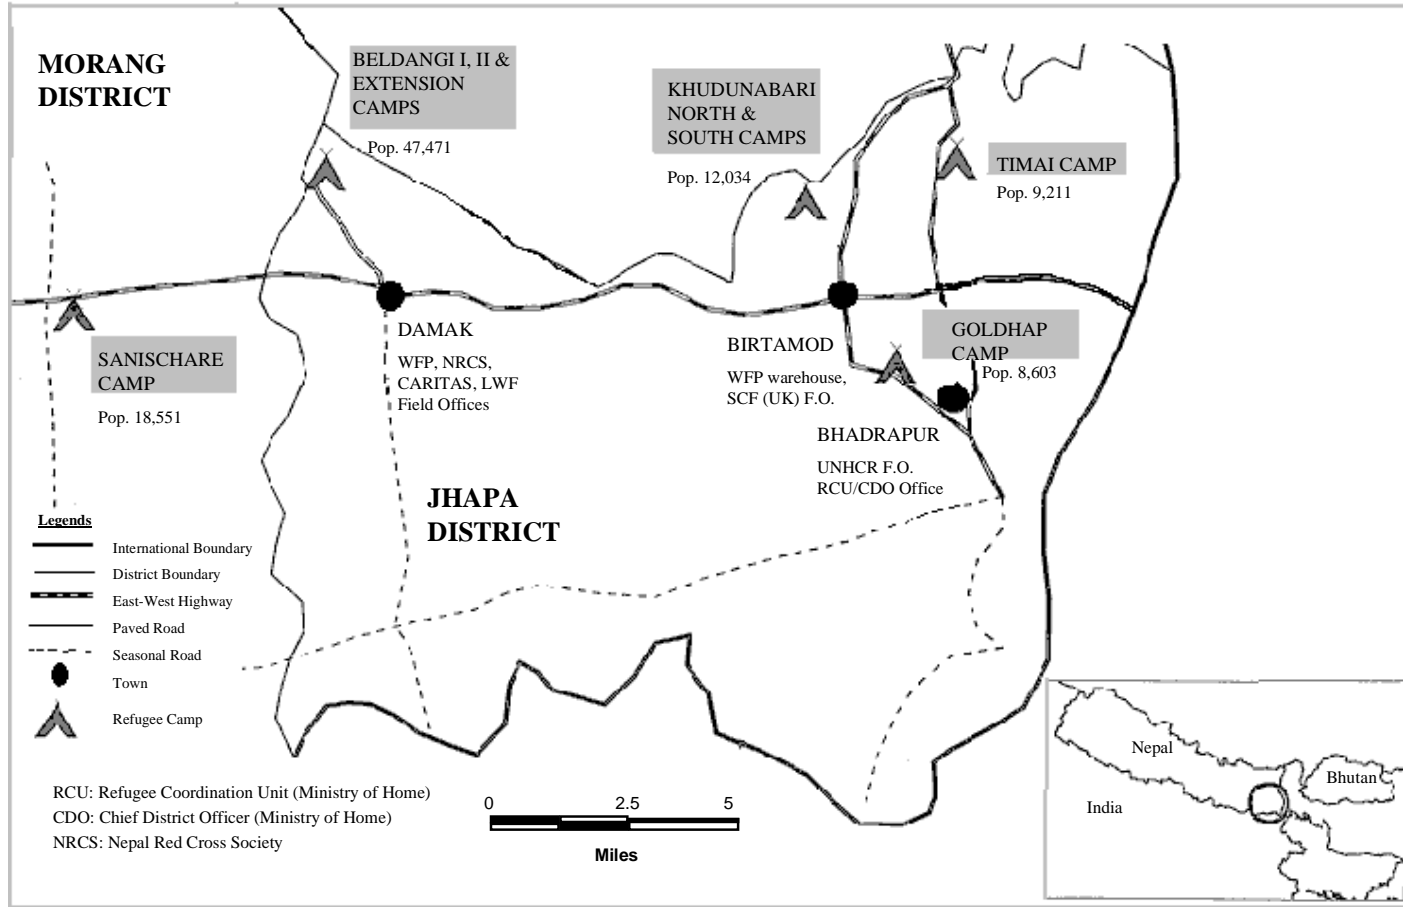 MORANG
DISTRICT
BELDANGI I, II &
EXTENSION
CAMPS
Pop. 47,471
KHUDUNABARI
NORTH &
SOUTH CAMPS
Pop. 12,034
TIMAI CAMP
Pop. 9,211
SANISCHARE
CAMP
Pop. 18,551
DAMAK
WFP, NRCS,
CARITAS, LWF
Field Offices
BIRTAMOD
WFP warehouse,
SCF (UK) F.O.
GOLDHAP
CAMP
Pop. 8,603
BHADRAPUR
UNHCR F.O.
RCU/CDO Office
JHAPA
DISTRICT
Legends
International Boundary
District Boundary
East-West Highway
Paved Road
Seasonal Road
Town
Refugee Camp
RCU: Refugee Coordination Unit (Ministry of Home)
CDO: Chief District Officer (Ministry of Home)
NRCS: Nepal Red Cross Society
0 2.5 5
Miles
Nepal
Bhutan
India